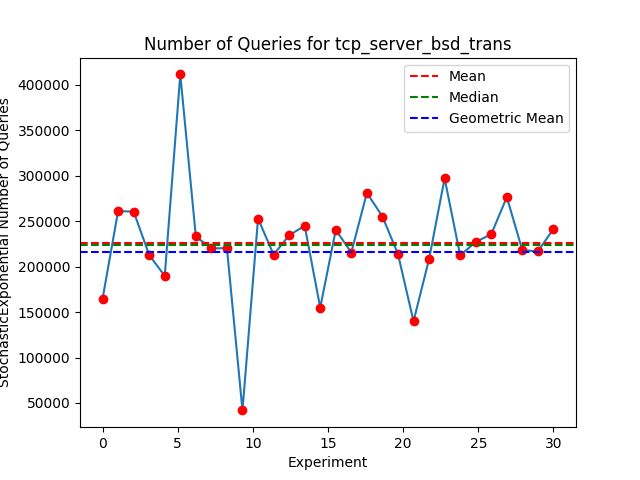 Number of Queries for tcp_server_bsd_trans
StochasticExponential Number of Queries
400000
350000
300000
250000
200000
150000
100000
50000
Mean
Median
Geometric Mean
0 5 10 15 20 25 30
Experiment